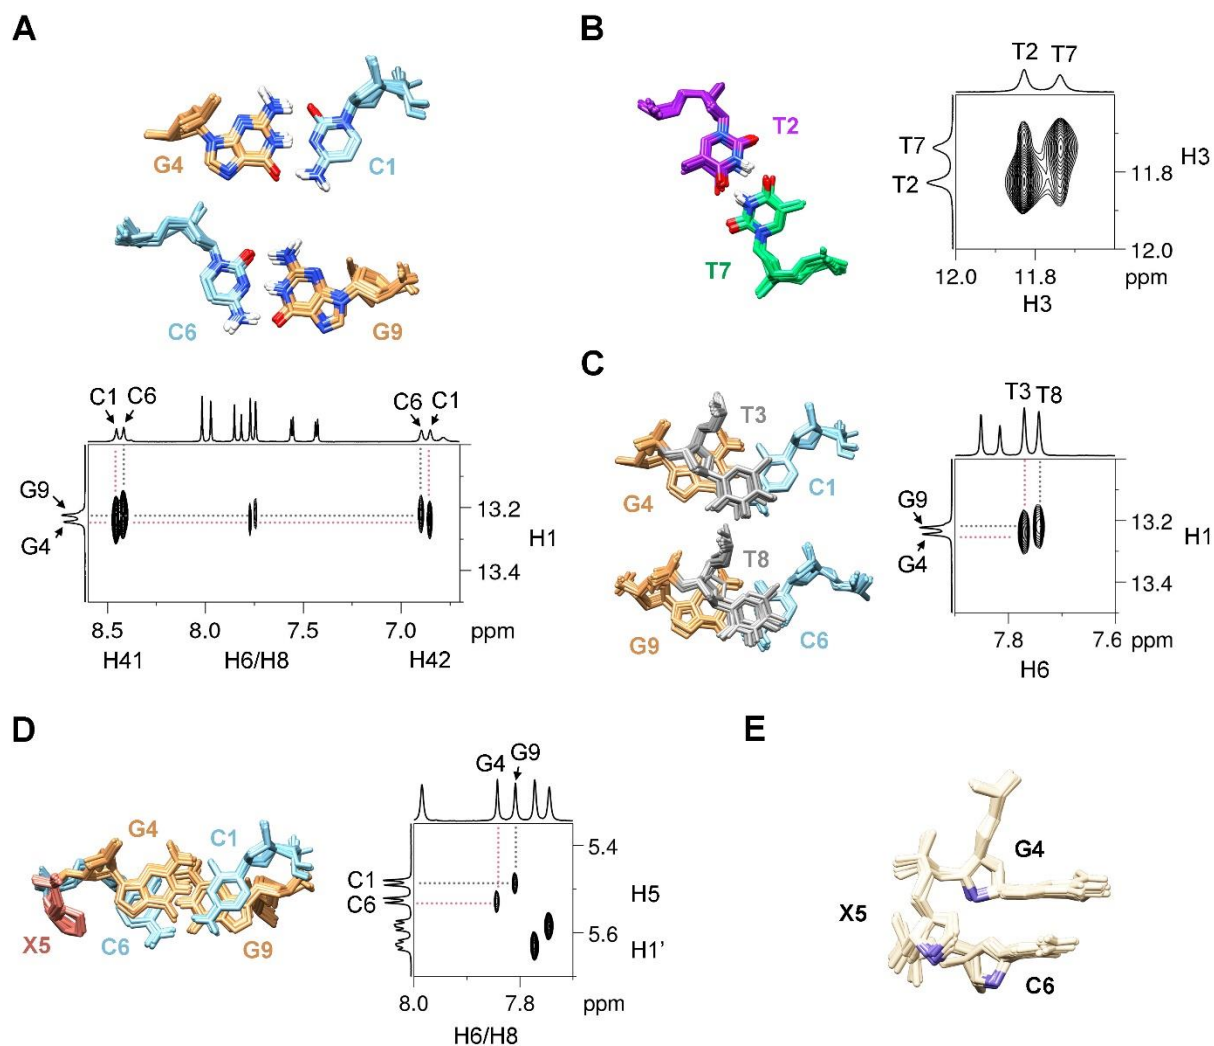 A
G4
C1
C6
G9
C1 C6
C6 C1
G9
G4
13.2
H1
13.4
8.5 8.0 7.5 7.0 ppm
H41 H6/H8 H42
B
T2
T7
T2 T7
T7
T2
H3
11.8
12.0
12.0 11.8 ppm
H3
C
T3
G4
C1
T8
G9
C6
T3 T8
G9
G4
13.2
H1
13.4
7.8 7.6
ppm
H6
D
G4
C1
X5
C6
G9
G4 G9
C1
C6
5.4
H5
5.6
H1'
8.0 7.8 ppm
H6/H8
E
G4
X5
C6